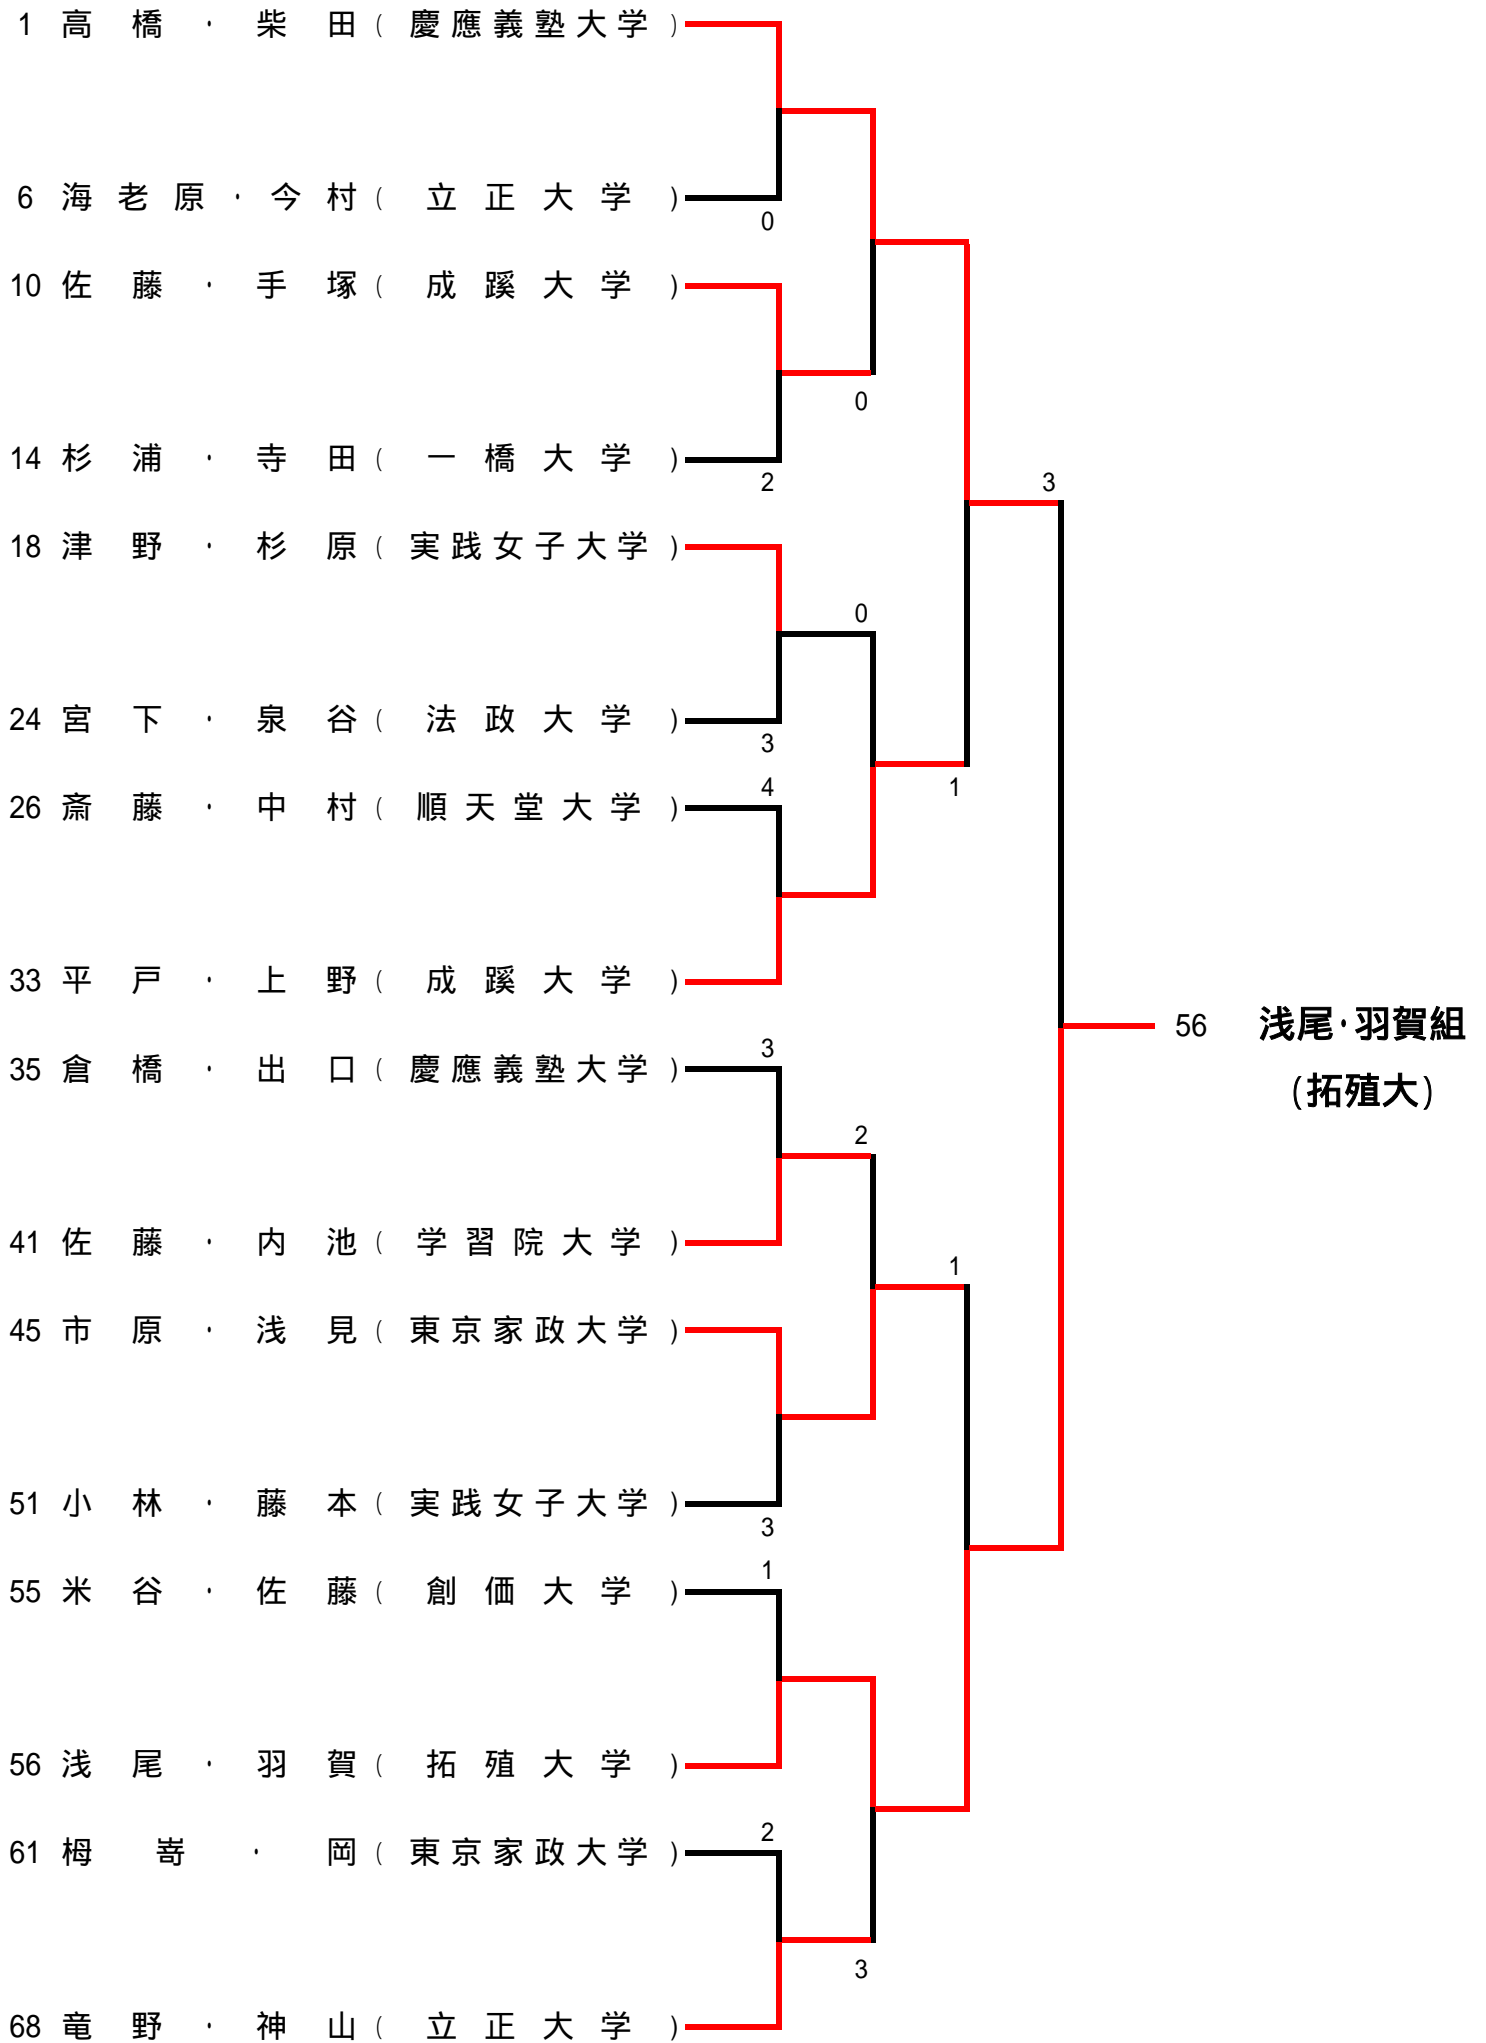 1 高橋・柴田(慶應義塾大学)
6 海老原・今村(立正大学)
0
10 佐藤・手塚(成蹊大学)
0
14 杉浦・寺田(一橋大学)
2
3
18 津野・杉原(実践女子大学)
0
24 宮下・泉谷(法政大学)
3
4
1
26 斎藤・中村(順天堂大学)
33 平戸・上野(成蹊大学)
56 浅尾・羽賀組
(拓殖大)
3
35 倉橋・出口(慶應義塾大学)
2
41 佐藤・内池(学習院大学)
1
45 市原・浅見(東京家政大学)
51 小林・藤本(実践女子大学)
3
1
55 米谷・佐藤(創価大学)
56 浅尾・羽賀(拓殖大学)
2
61 栂嵜・岡(東京家政大学)
3
68 竜野・神山(立正大学)